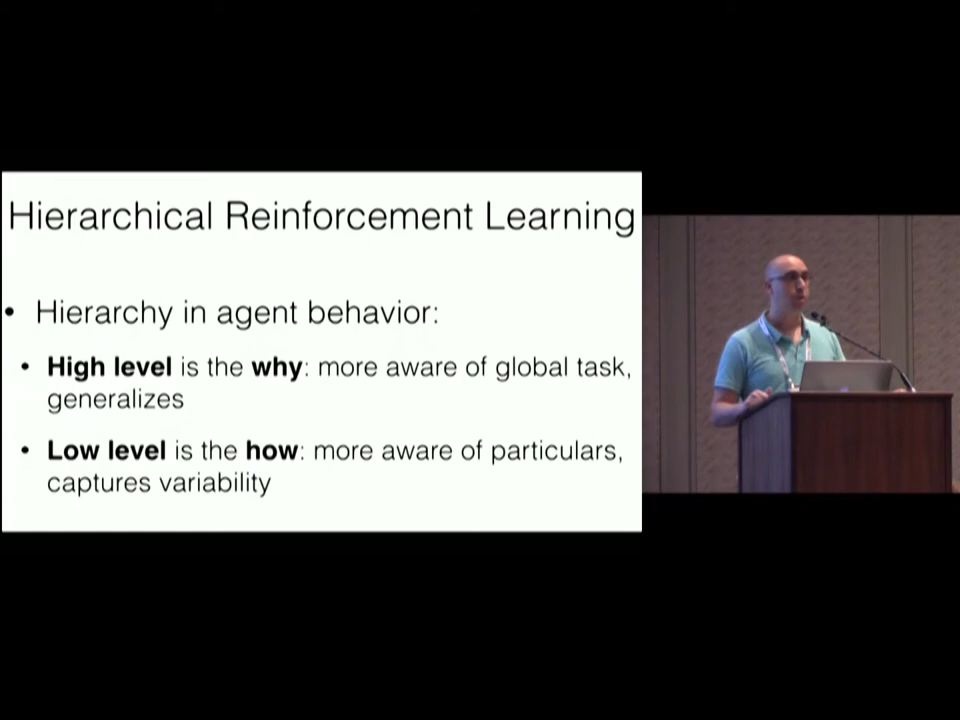 Hierarchical Reinforcement Learning
• Hierarchy in agent behavior:
• High level is the why: more aware of global task,
generalizes
• Low level is the how: more aware of particulars,
captures variability